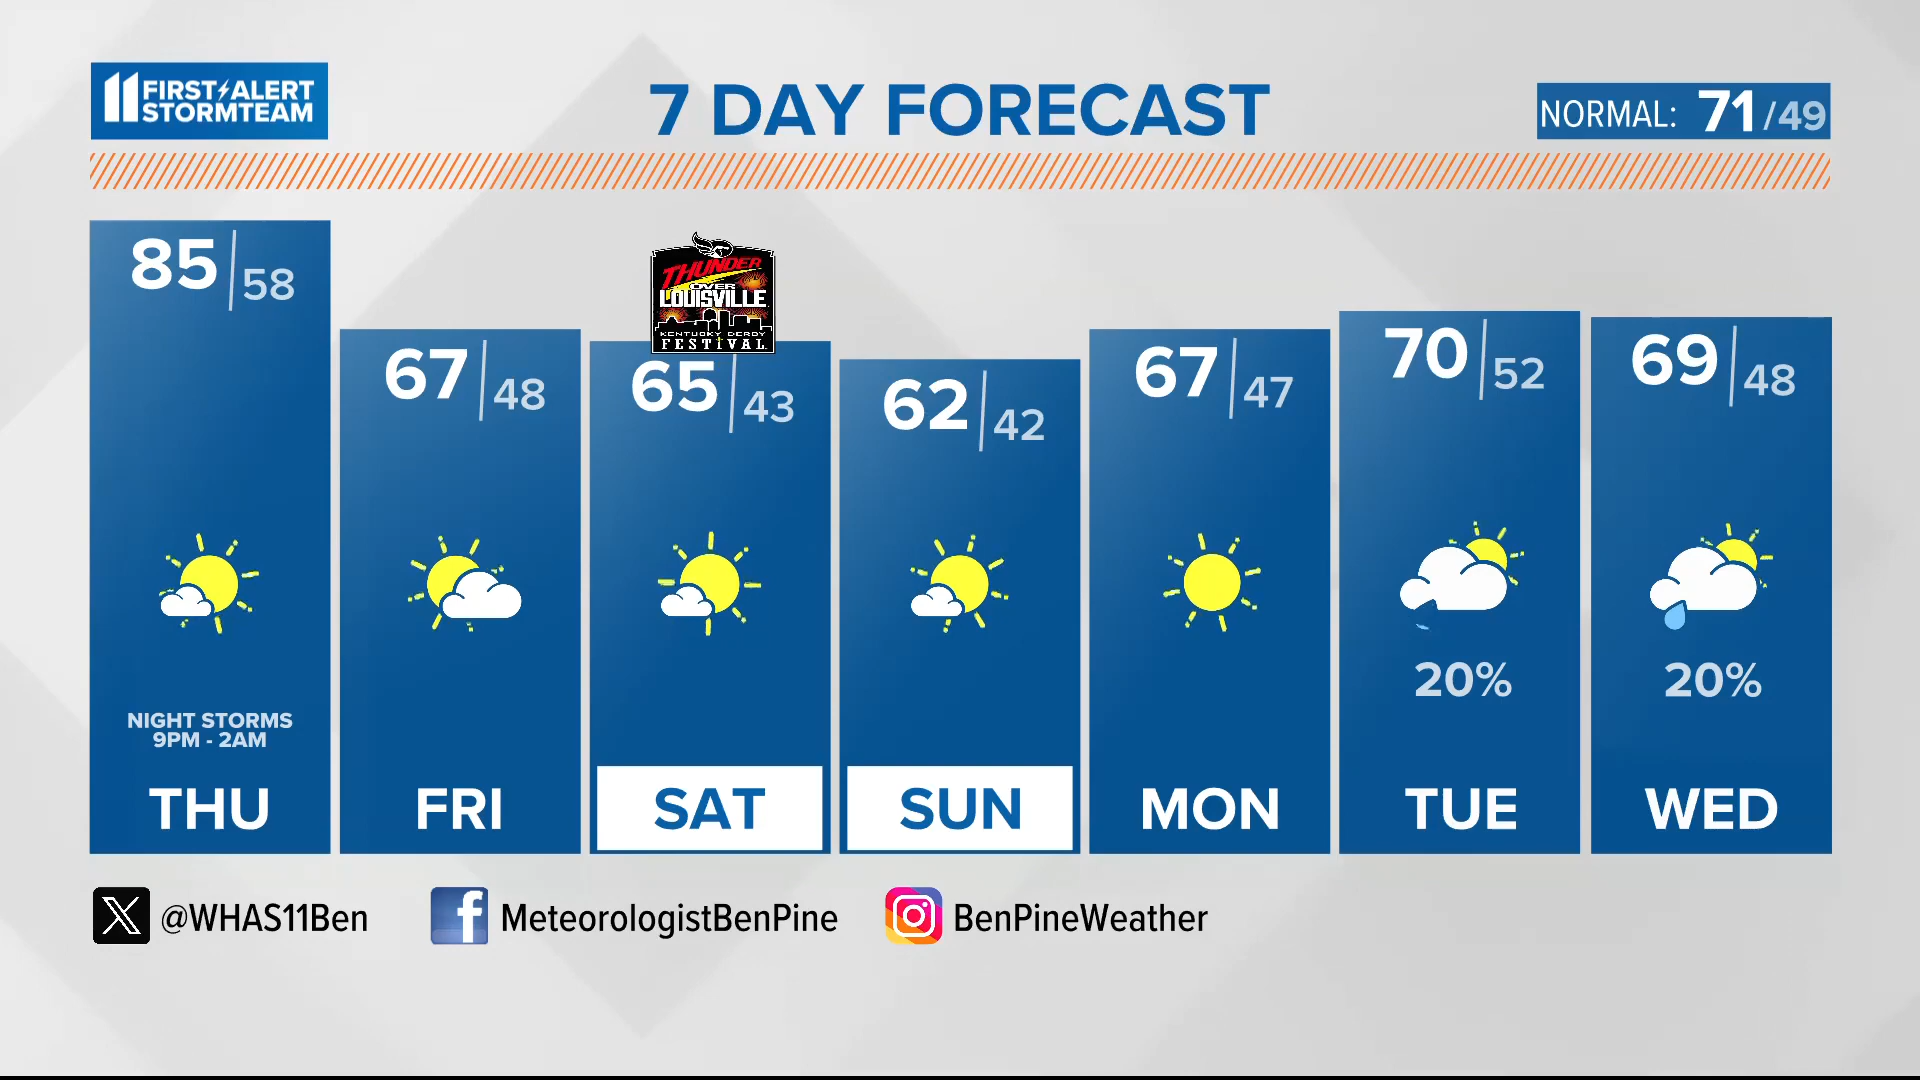 11 FIRST ALERT
STORMTEAM
7 DAY FORECAST
NORMAL: 71/49
85/58
NIGHT STORMS
9PM - 2AM
THU
67/48
FRI
THUNDER
OVER
LOUISVILLE
KENTUCKY DERBY
FESTIVAL
65/43
SAT
62/42
SUN
67/47
MON
70/52
20%
TUE
69/48
20%
WED
@WHAS11Ben
MeteorologistBenPine
BenPineWeather